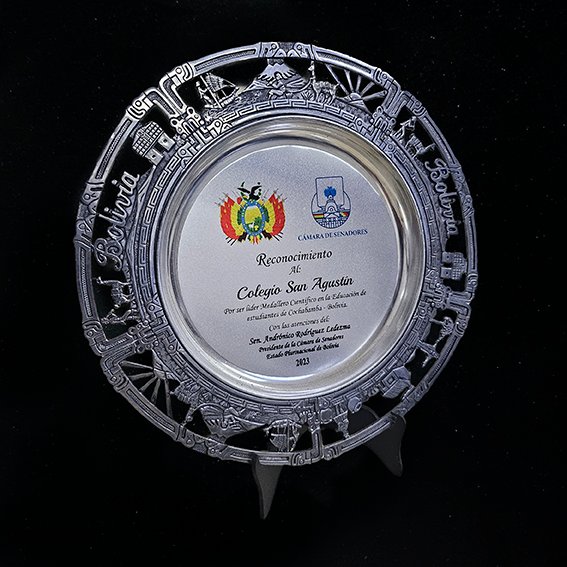 Bolivia
Bolivia
CÁMARA DE SENADORES
Reconocimiento
Al:
Colegio San Agustín
Por ser líder Medallero Científico en la Educación de
estudiantes de Cochabamba - Bolivia.
Con las atenciones del:
Sen. Andrónico Rodríguez Ledezma
Presidente de la Cámara de Senadores
Estado Plurinacional de Bolivia
2023